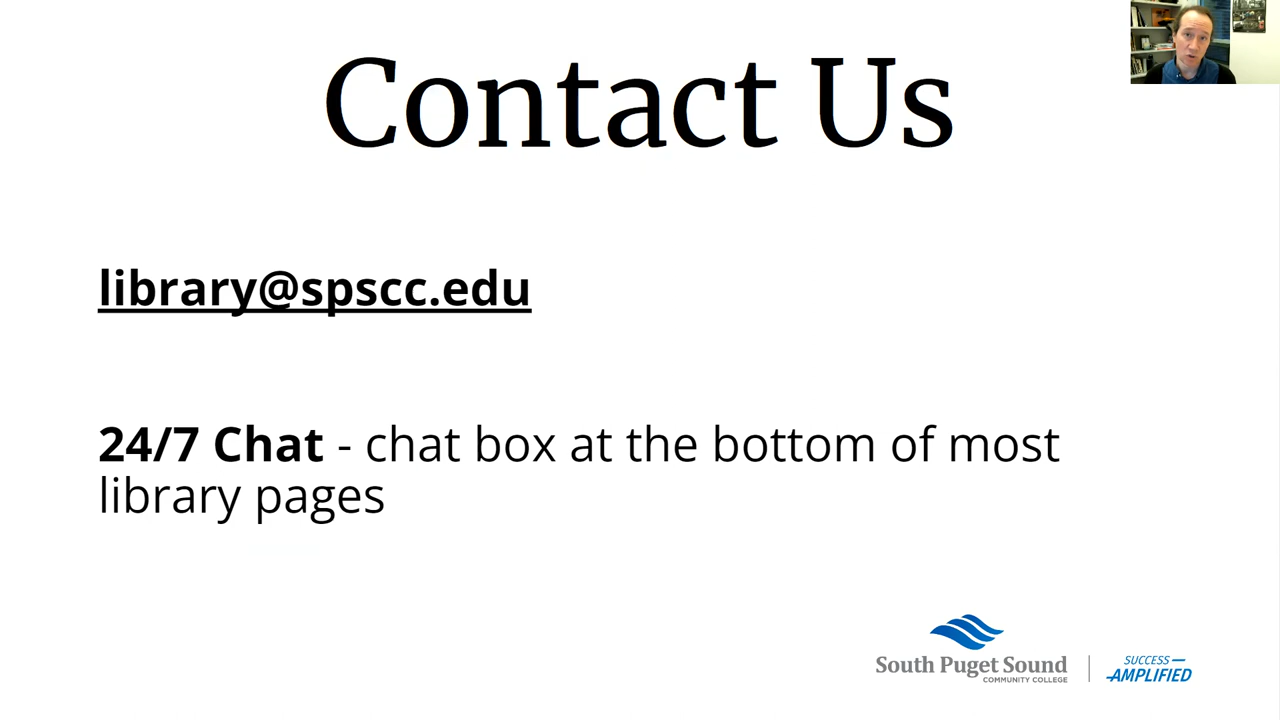 Contact Us
library@spscc.edu
24/7 Chat - chat box at the bottom of most
library pages
South Puget Sound
COMMUNITY COLLEGE
SUCCESS
AMPLIFIED